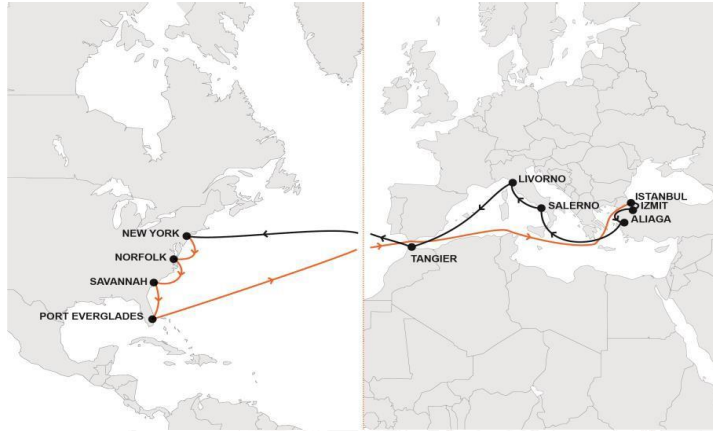 NEW YORK
NORFOLK
SAVANNAH
PORT EVERGLADES
LIVORNO
SALERNO
ISTANBUL
IZMIT
ALIAGA
TANGIER